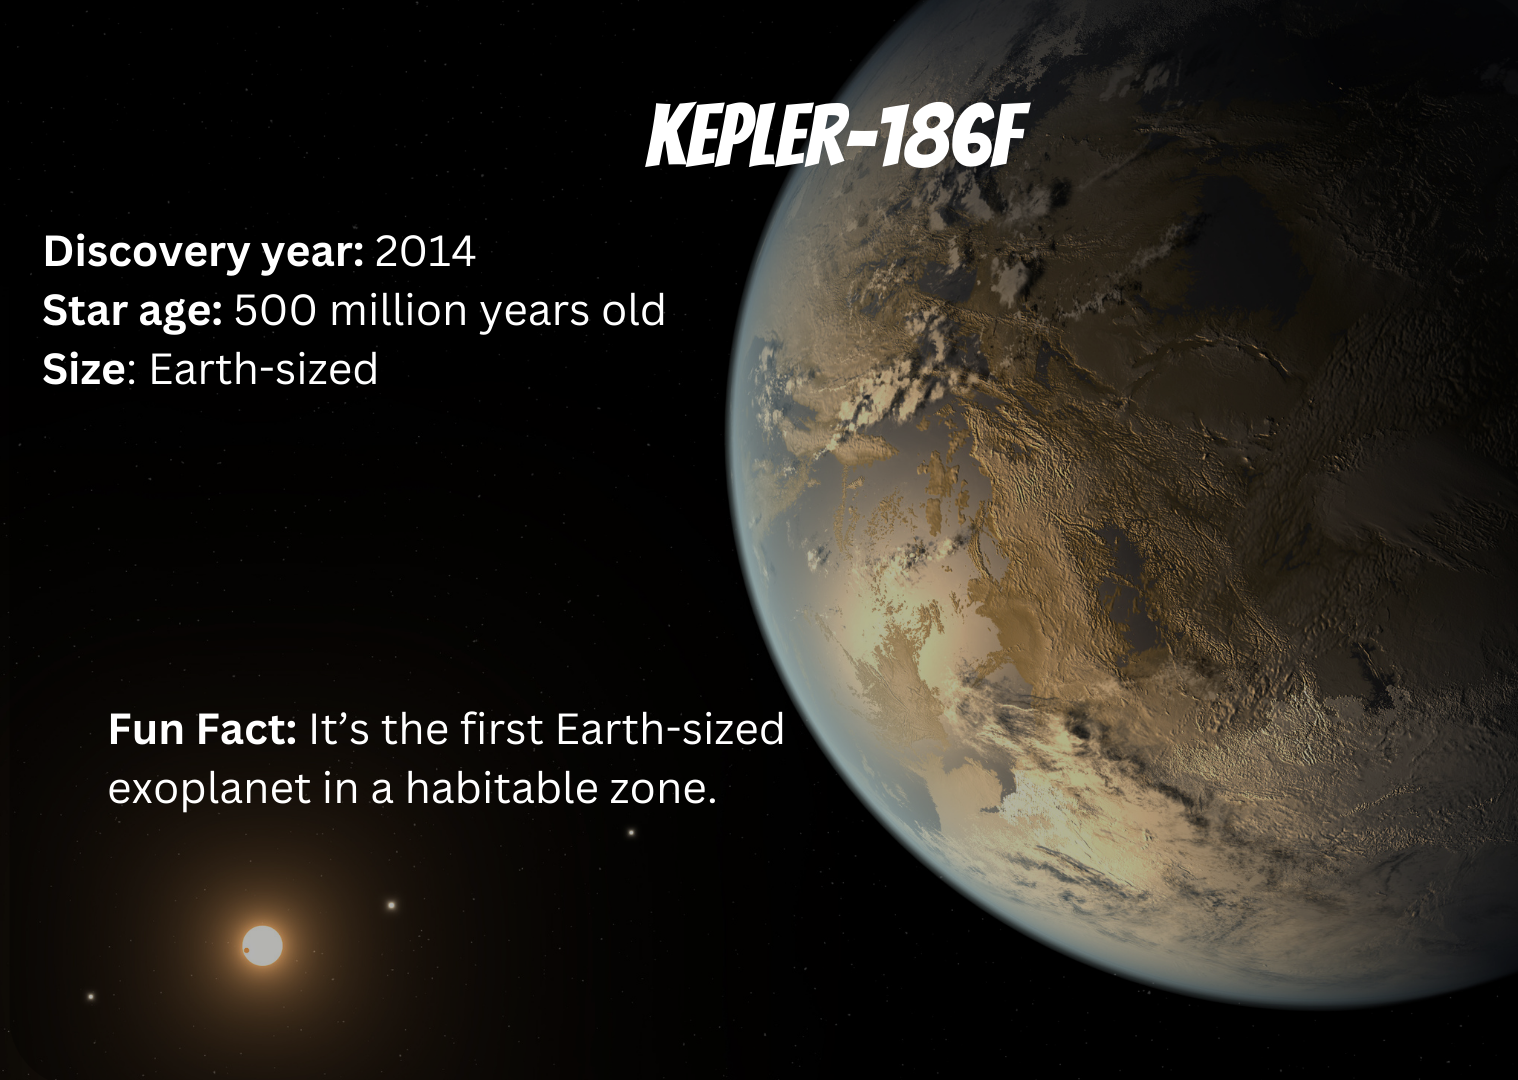 KEPLER-186F
Discovery year: 2014
Star age: 500 million years old
Size: Earth-sized
Fun Fact: It’s the first Earth-sized
exoplanet in a habitable zone.